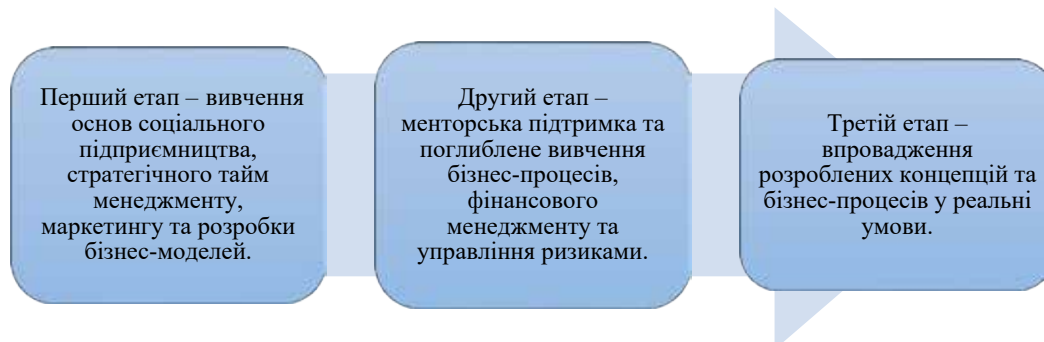 Перший етап – вивчення
основ соціального
підприємництва,
стратегічного тайм
менеджменту,
маркетингу та розробки
бізнес-моделей.
Другий етап –
менторська підтримка та
поглиблене вивчення
бізнес-процесів,
фінансового
менеджменту та
управління ризиками.
Третій етап –
впровадження
розроблених концепцій та
бізнес-процесів у реальні
умови.